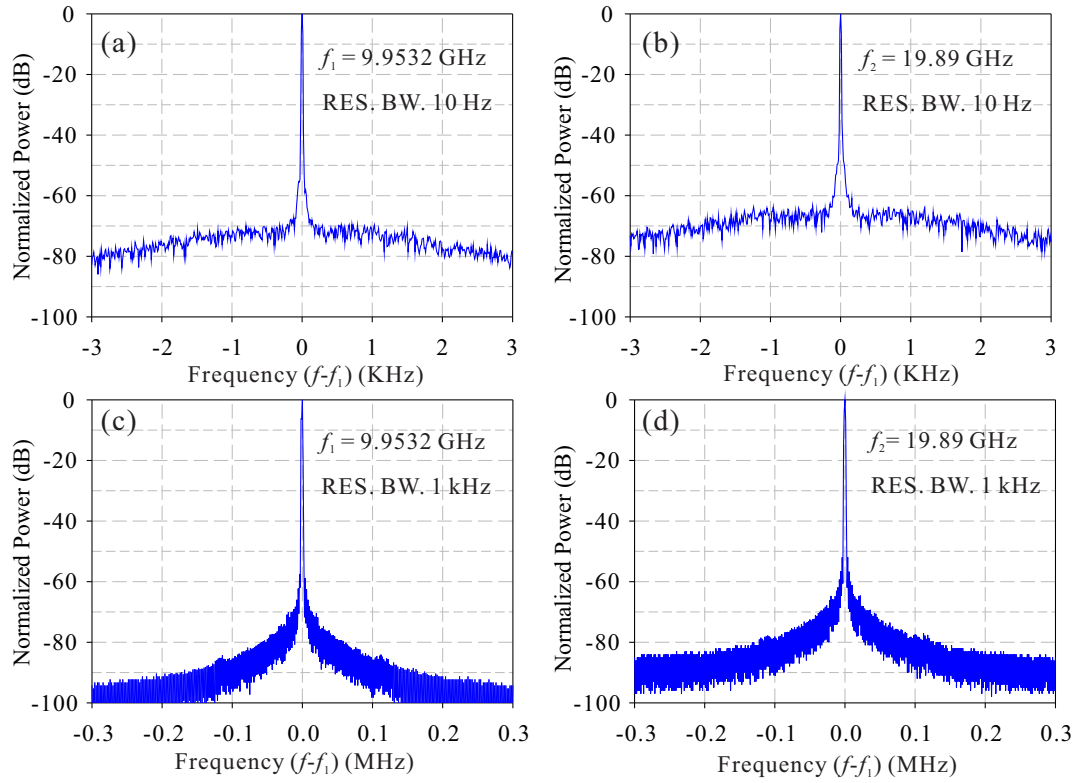 (a)
f₁ = 9.9532 GHz
RES. BW. 10 Hz
Normalized Power (dB)
0
-20
-40
-60
-80
-100
-3 -2 -1 0 1 2 3
Frequency (f-f₁) (KHz)
(b)
f₂ = 19.89 GHz
RES. BW. 10 Hz
Normalized Power (dB)
0
-20
-40
-60
-80
-100
-3 -2 -1 0 1 2 3
Frequency (f-f₁) (KHz)
(c)
f₁ = 9.9532 GHz
RES. BW. 1 kHz
Normalized Power (dB)
0
-20
-40
-60
-80
-100
-0.3 -0.2 -0.1 0.0 0.1 0.2 0.3
Frequency (f-f₁) (MHz)
(d)
f₂= 19.89 GHz
RES. BW. 1 kHz
Normalized Power (dB)
0
-20
-40
-60
-80
-100
-0.3 -0.2 -0.1 0.0 0.1 0.2 0.3
Frequency (f-f₁) (MHz)